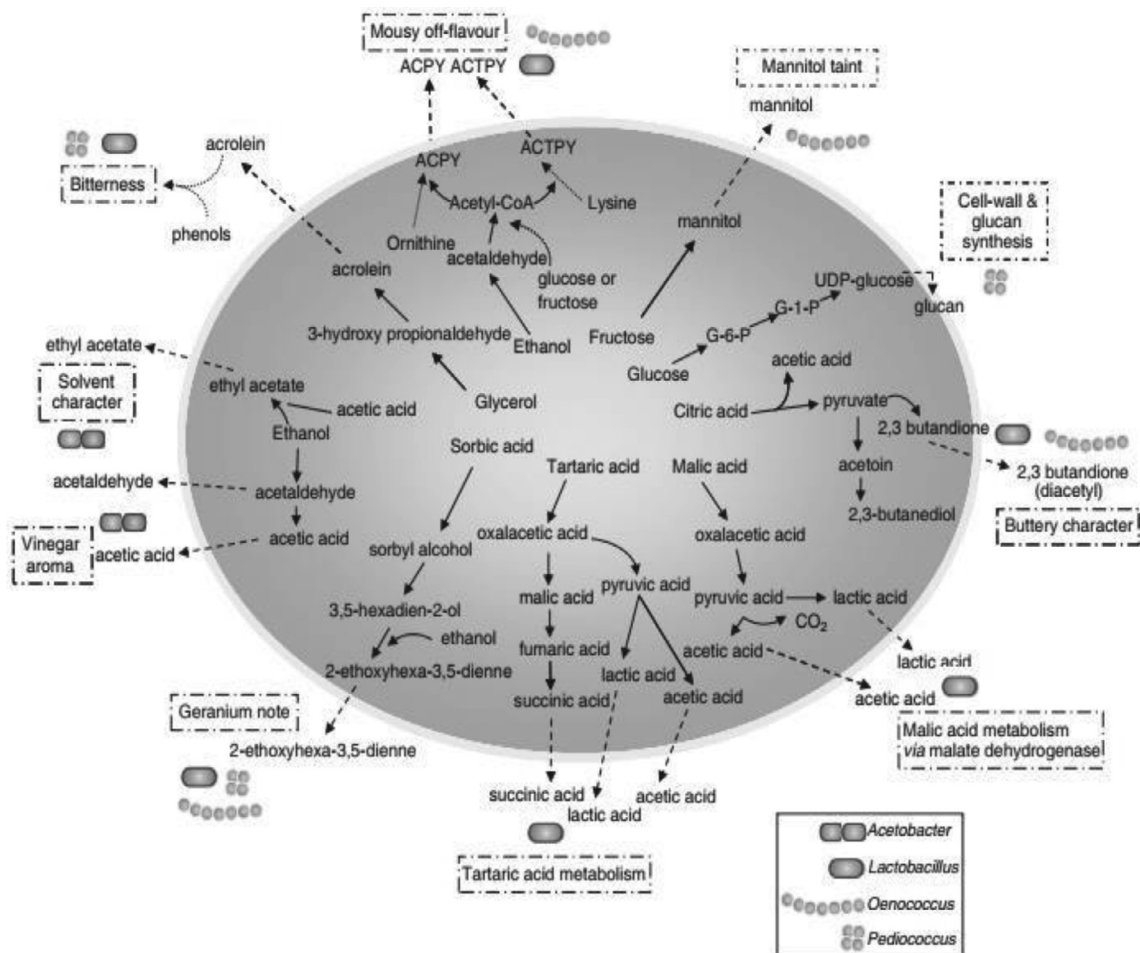 Mousy off-flavour
ACPY ACTPY
Mannitol taint
mannitol
acrolein
Bitterness
phenols
ACPY
ACTPY
Acetyl-CoA
Lysine
Ornithine
acetaldehyde
glucose or
fructose
mannitol
Cell-wall &
glucan
synthesis
acrolein
UDP-glucose
G-1-P
glucan
G-6-P
3-hydroxy propionaldehyde
Ethanol
Fructose
Glucose
ethyl acetate
Solvent
character
ethyl acetate
acetic acid
Ethanol
Glycerol
acetic acid
Citric acid
pyruvate
2,3 butandione
acetoin
2,3-butanediol
2,3 butandione
(diacetyl)
Buttery character
acetaldehyde
acetaldehyde
Vinegar
aroma
acetic acid
acetic acid
Sorbic acid
sorbyl alcohol
3,5-hexadien-2-ol
ethanol
2-ethoxyhexa-3,5-dienne
Geranium note
2-ethoxyhexa-3,5-dienne
Tartaric acid
oxalacetic acid
malic acid
fumaric acid
succinic acid
pyruvic acid
lactic acid
acetic acid
Malic acid
oxalacetic acid
pyruvic acid
lactic acid
CO2
acetic acid
lactic acid
acetic acid
Malic acid metabolism
via malate dehydrogenase
succinic acid
lactic acid
acetic acid
Tartaric acid metabolism
Acetobacter
Lactobacillus
Oenococcus
Pediococcus